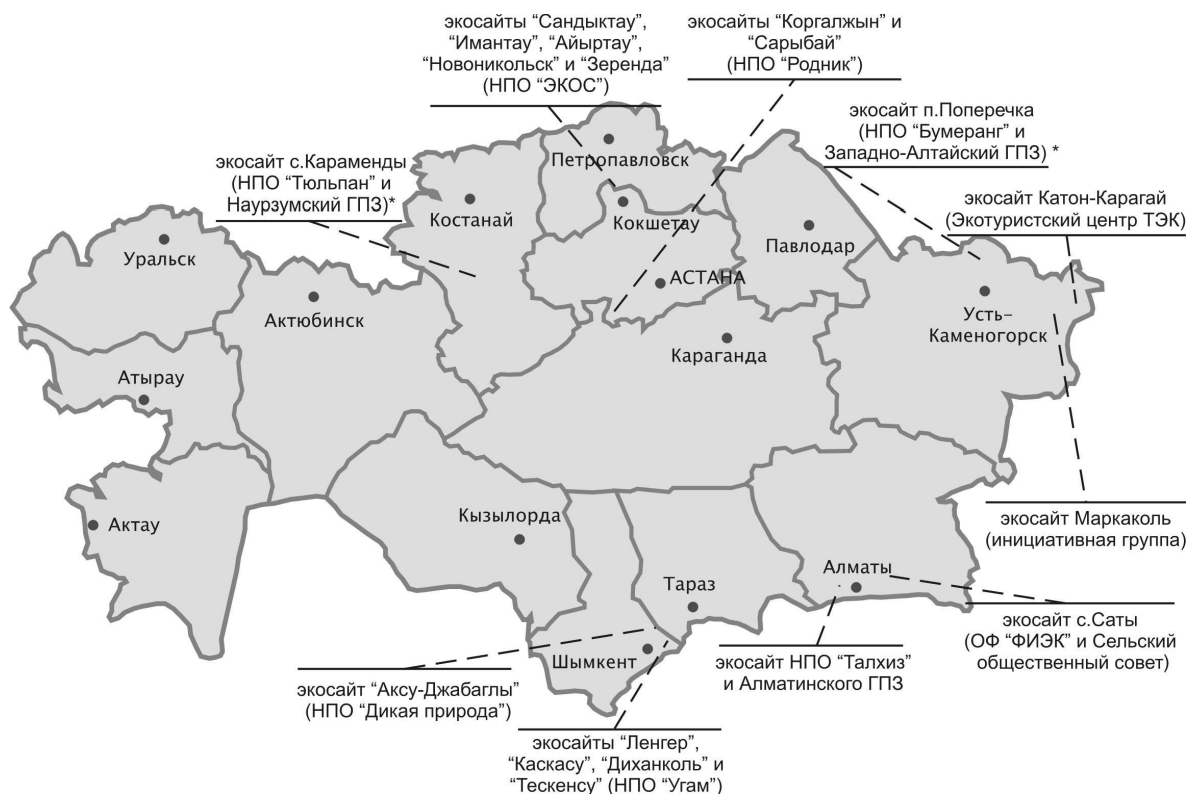 экосайты “Сандыктау”,
“Имантау”, “Айыртау”,
“Новоникольск” и “Зеренда”
(НПО “ЭКОС”)
экосайты “Коргалжын” и
“Сарыбай”
(НПО “Родник”)
экосайт п.Поперечка
(НПО “Бумеранг” и
Западно-Алтайский ГПЗ) *
экосайт с.Караменды
(НПО “Тюльпан” и
Наурзумский ГПЗ)*
экосайт Катон-Карагай
(Экотуристский центр ТЭК)
Петропавловск
Костанай
Кокшетау
Павлодар
Уральск
АСТАНА
Актюбинск
Усть-
Каменогорск
Караганда
Атырау
Актау
Кызылорда
экосайт Маркаколь
(инициативная группа)
Алматы
Тараз
Шымкент
экосайт с.Саты
(ОФ “ФИЭК” и Сельский
общественный совет)
экосайт НПО “Талхиз”
и Алматинского ГПЗ
экосайт “Аксу-Джабаглы”
(НПО “Дикая природа”)
экосайты “Ленгер”,
“Каскасу”, “Диханколь” и
“Тескенсу” (НПО “Угам”)